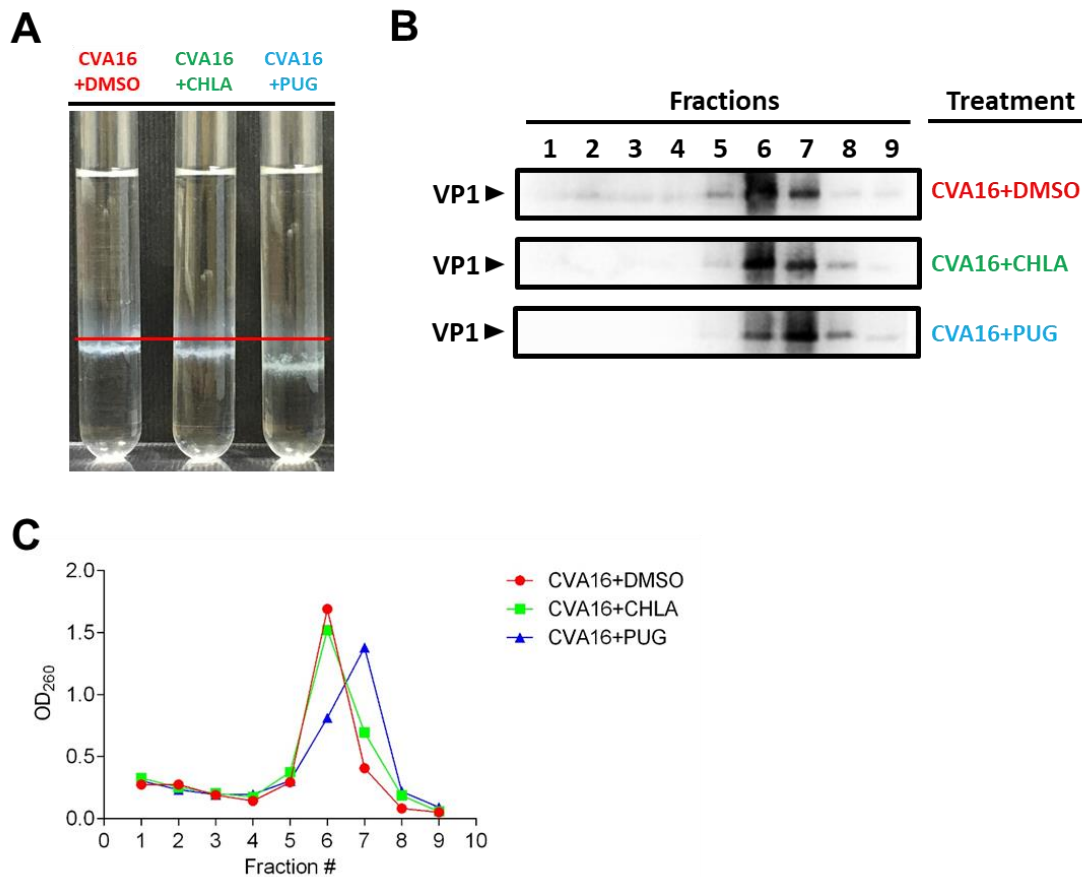 A
CVA16 CVA16 CVA16
+DMSO +CHLA +PUG
B
Fractions Treatment
1 2 3 4 5 6 7 8 9
VP1 CVA16+DMSO
VP1 CVA16+CHLA
VP1 CVA16+PUG
C
2.0
1.5
1.0
0.5
0.0
OD260
0 1 2 3 4 5 6 7 8 9 10
Fraction #
CVA16+DMSO
CVA16+CHLA
CVA16+PUG